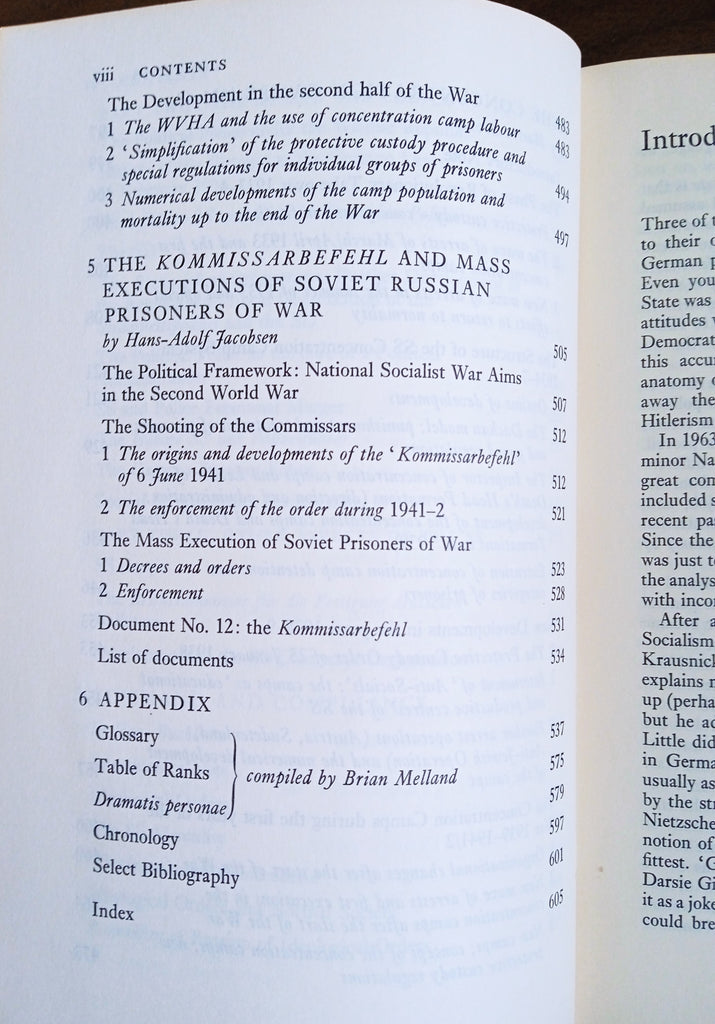 viii CONTENTS
The Development in the second half of the War 483
1 The WVHA and the use of concentration camp labour 483
2 ‘Simplification’ of the protective custody procedure and
special regulations for individual groups of prisoners 494
3 Numerical developments of the camp population and
mortality up to the end of the War 497
5 THE KOMMISSARBEFEHL AND MASS
EXECUTIONS OF SOVIET RUSSIAN
PRISONERS OF WAR
by Hans-Adolf Jacobsen 505
The Political Framework: National Socialist War Aims
in the Second World War 507
The Shooting of the Commissars 512
1 The origins and developments of the ‘Kommissarbefehl’
of 6 June 1941 512
2 The enforcement of the order during 1941–2 521
The Mass Execution of Soviet Prisoners of War
1 Decrees and orders 523
2 Enforcement 528
Document No. 12: the Kommissarbefehl 531
List of documents 534
6 APPENDIX
Glossary 537
Table of Ranks compiled by Brian Melland 575
Dramatis personae 579
Chronology 597
Select Bibliography 601
Index 605
Introd
Three of t
to their
German p
Even you
State was
attitudes
Democrat
this accu
anatomy
away the
Hitlerism
In 1963
minor Na
great con
included s
recent pa
Since the
was just t
the analys
with inco
After a
Socialism
Krausnick
explains
up (perha
but he ac
Little did
in Germa
usually as
by the str
Nietzsche
notion of
fittest. ‘G
Darsie Gi
it as a joke
could bre